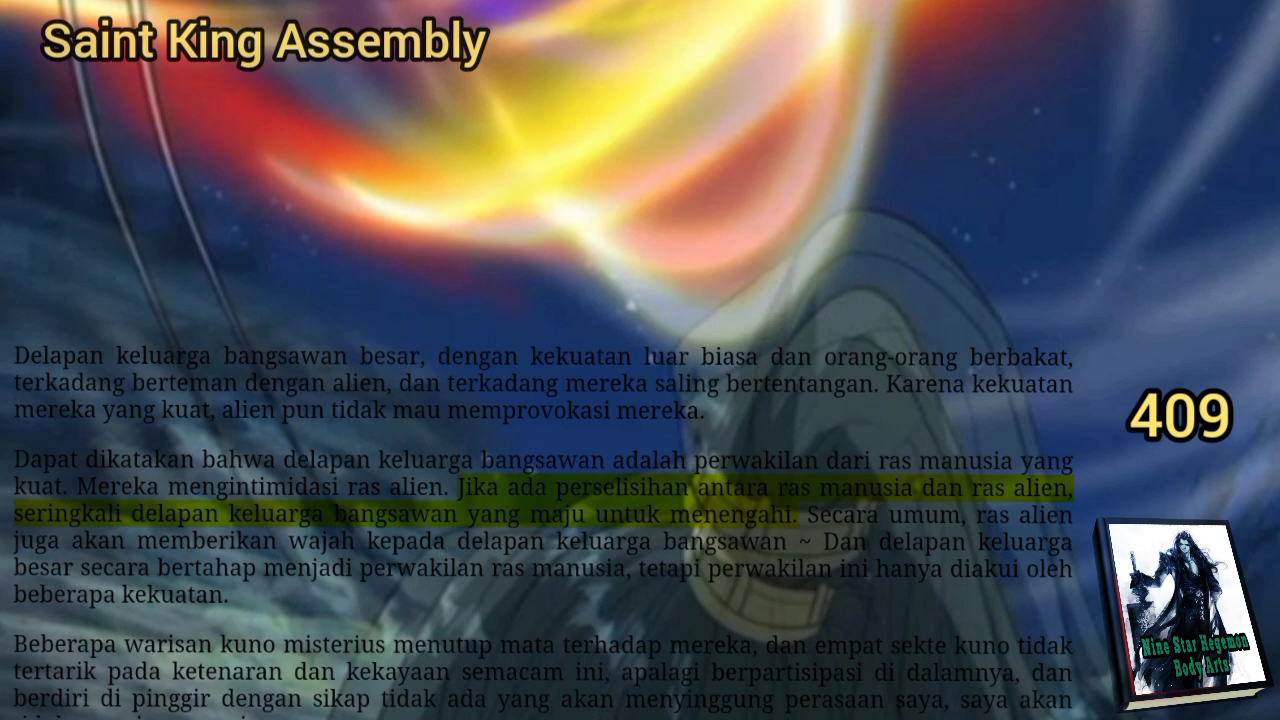 Saint King Assembly
Delapan keluarga bangsawan besar, dengan kekuatan luar biasa dan orang-orang berbakat,
terkadang berteman dengan alien, dan terkadang mereka saling bertentangan. Karena kekuatan
mereka yang kuat, alien pun tidak mau memprovokasi mereka.
Dapat dikatakan bahwa delapan keluarga bangsawan adalah perwakilan dari ras manusia yang
kuat. Mereka mengintimidasi ras alien. Jika ada perselisihan antara ras manusia dan ras alien,
seringkali delapan keluarga bangsawan yang maju untuk menengahi. Secara umum, ras alien
juga akan memberikan wajah kepada delapan keluarga bangsawan ~ Dan delapan keluarga
besar secara bertahap menjadi perwakilan ras manusia, tetapi perwakilan ini hanya diakui oleh
beberapa kekuatan.
Beberapa warisan kuno misterius menutup mata terhadap mereka, dan empat sekte kuno tidak
tertarik pada ketenaran dan kekayaan semacam ini, apalagi berpartisipasi di dalamnya, dan
berdiri di pinggir dengan sikap tidak ada yang akan menyinggung perasaan saya, saya akan
409
Nine Star Hegemon
Body Arts